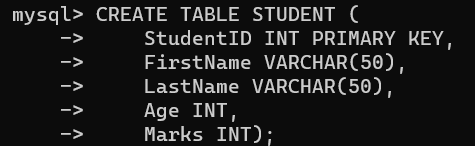 mysql> CREATE TABLE STUDENT (
    ->     StudentID INT PRIMARY KEY,
    ->     FirstName VARCHAR(50),
    ->     LastName VARCHAR(50),
    ->     Age INT,
    ->     Marks INT);